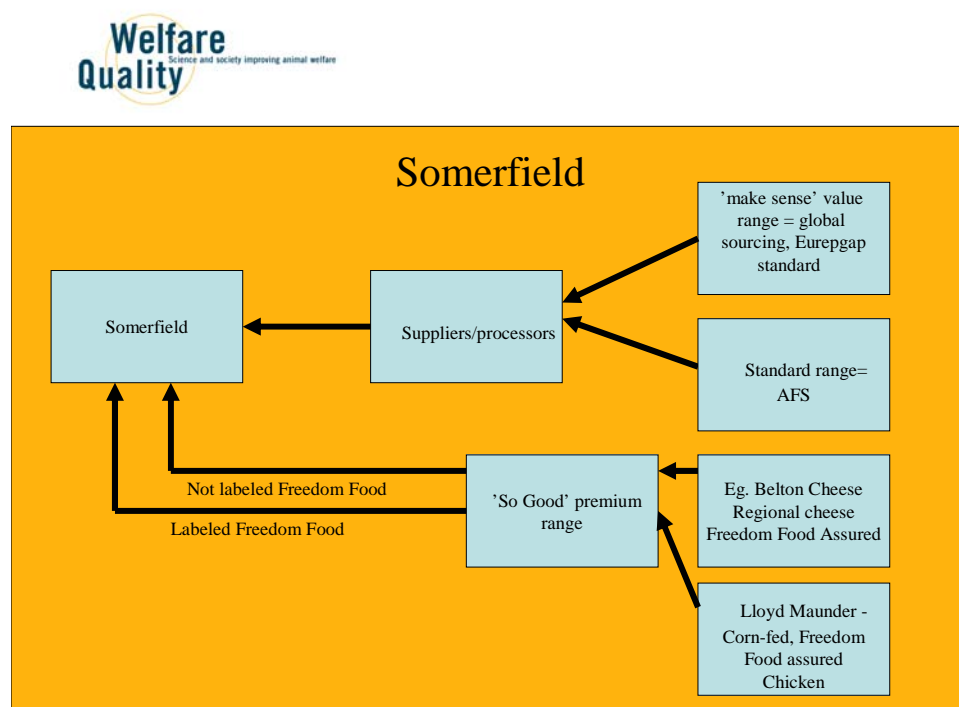 Welfare
Science and society improving animal welfare
Quality
Somerfield
’make sense’ value
range = global
sourcing, Eurepgap
standard
Somerfield
Suppliers/processors
Standard range=
AFS
Not labeled Freedom Food
Labeled Freedom Food
’So Good’ premium
range
Eg. Belton Cheese
Regional cheese
Freedom Food Assured
Lloyd Maunder -
Corn-fed, Freedom
Food assured
Chicken